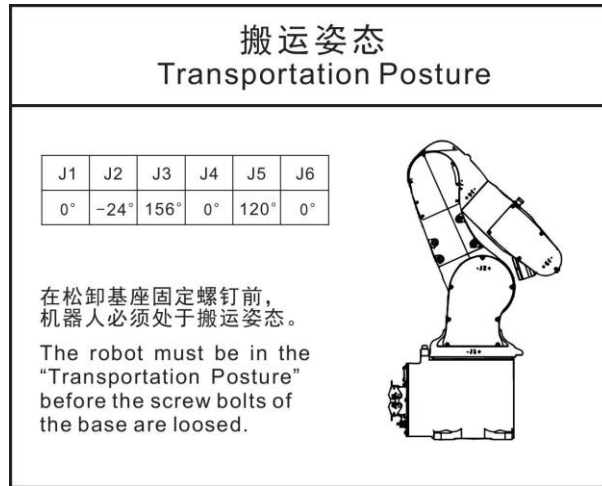 搬运姿态
Transportation Posture
J1 J2 J3 J4 J5 J6
0° -24° 156° 0° 120° 0°
在松卸基座固定螺钉前，
机器人必须处于搬运姿态。
The robot must be in the
“Transportation Posture”
before the screw bolts of
the base are loosed.
-J2+
-J1+